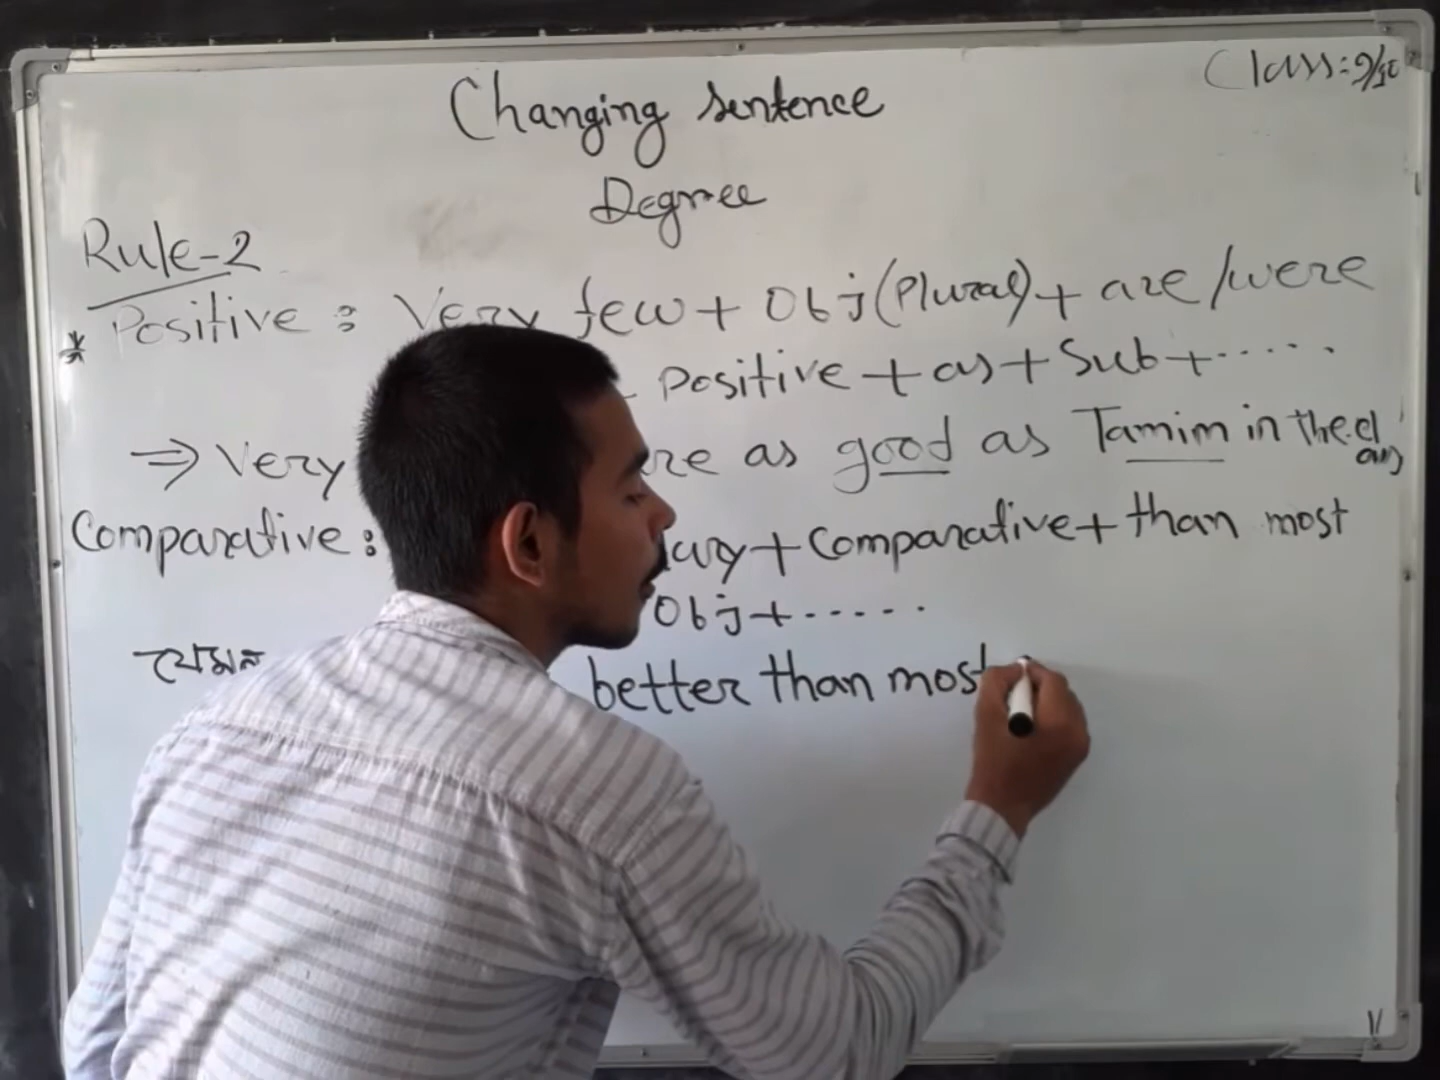 Class: 9/10
Changing sentence
Degree
Rule-2
* Positive : Very few + Obj (Plural) + are / were
Positive + as + Sub + .....
⇒ Very as good as Tamim in the class
Comparative : + Comparative + than most
Obj + .....
যেমন better than most